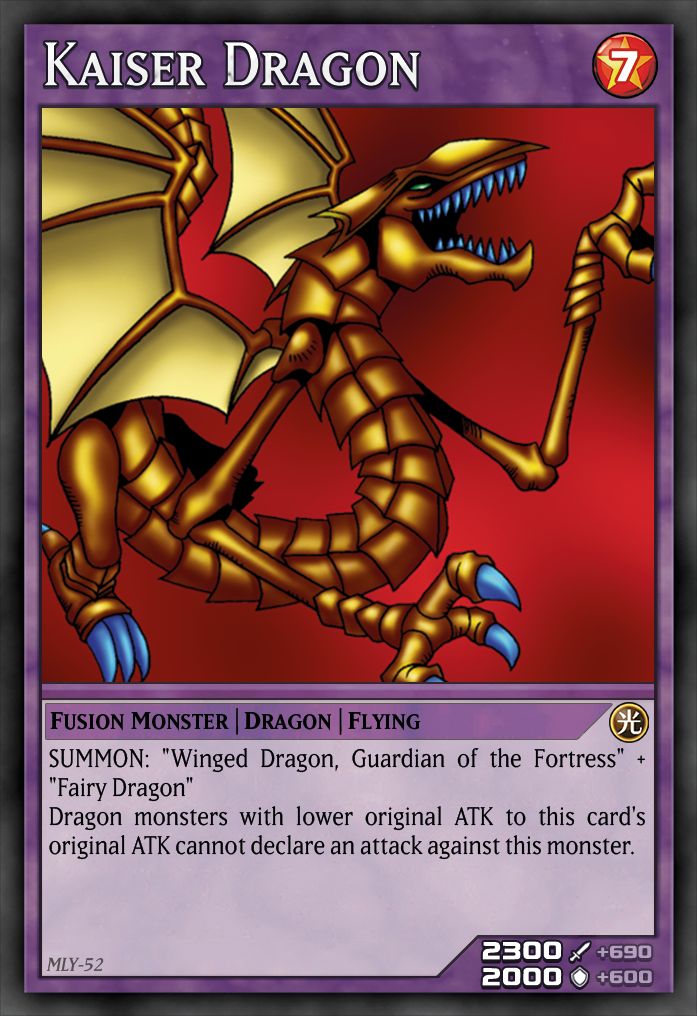 KAISER DRAGON
7
FUSION MONSTER | DRAGON | FLYING
光
SUMMON: "Winged Dragon, Guardian of the Fortress" +
"Fairy Dragon"
Dragon monsters with lower original ATK to this card's
original ATK cannot declare an attack against this monster.
MLY-52
2300 +690
2000 +600